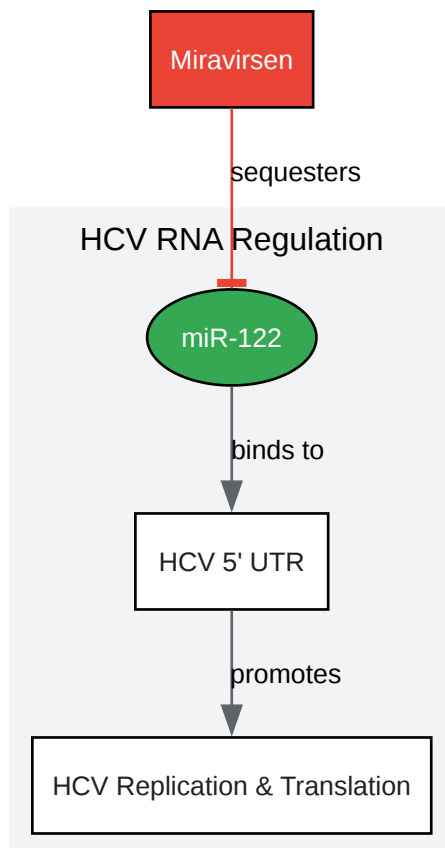 Miravirsen
sequesters
HCV RNA Regulation
miR-122
binds to
HCV 5' UTR
promotes
HCV Replication & Translation